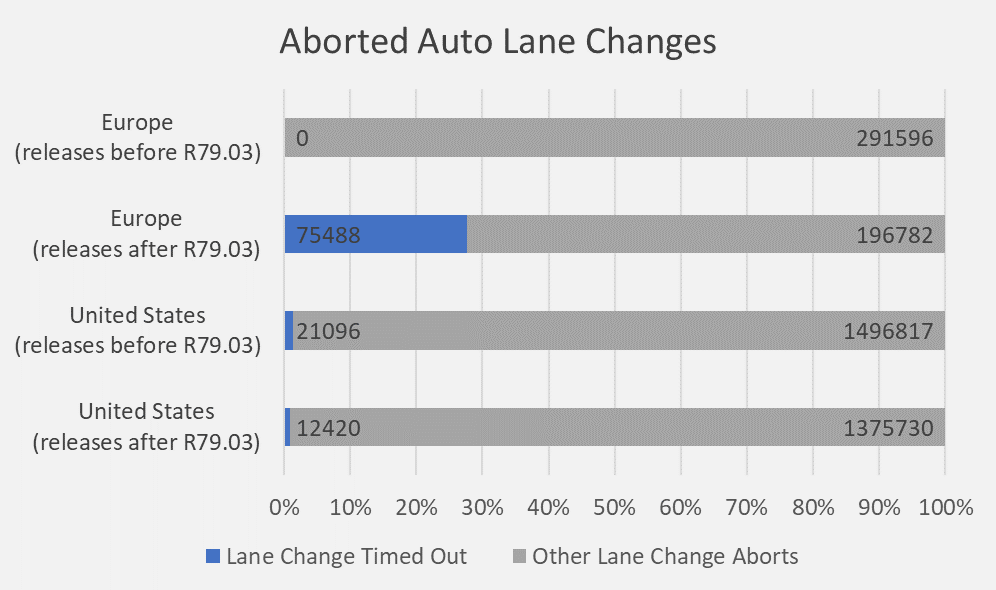 Aborted Auto Lane Changes
Europe
(releases before R79.03)
0 291596
Europe
(releases after R79.03)
75488 196782
United States
(releases before R79.03)
21096 1496817
United States
(releases after R79.03)
12420 1375730
0% 10% 20% 30% 40% 50% 60% 70% 80% 90% 100%
Lane Change Timed Out Other Lane Change Aborts